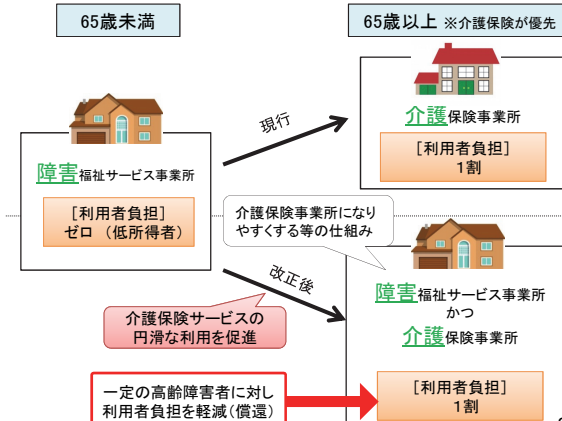 65歳未満
65歳以上 ※介護保険が優先
障害福祉サービス事業所
[利用者負担]
ゼロ (低所得者)
現行
介護保険事業所
[利用者負担]
1割
介護保険事業所になり
やすくする等の仕組み
改正後
介護保険サービスの
円滑な利用を促進
障害福祉サービス事業所
かつ
介護保険事業所
一定の高齢障害者に対し
利用者負担を軽減(償還)
[利用者負担]
1割